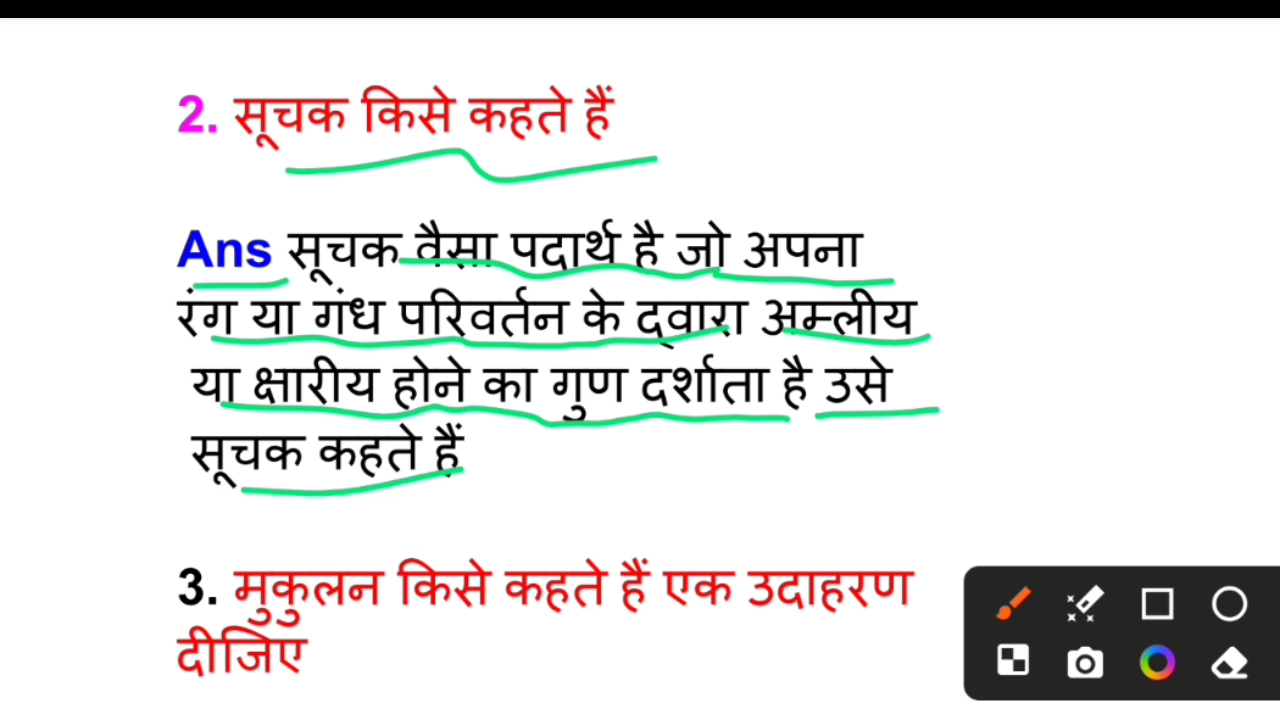 2. सूचक किसे कहते हैं
Ans सूचक वैसा पदार्थ है जो अपना
रंग या गंध परिवर्तन के द्वारा अम्लीय
या क्षारीय होने का गुण दर्शाता है उसे
सूचक कहते हैं
3. मुकुलन किसे कहते हैं एक उदाहरण
दीजिए